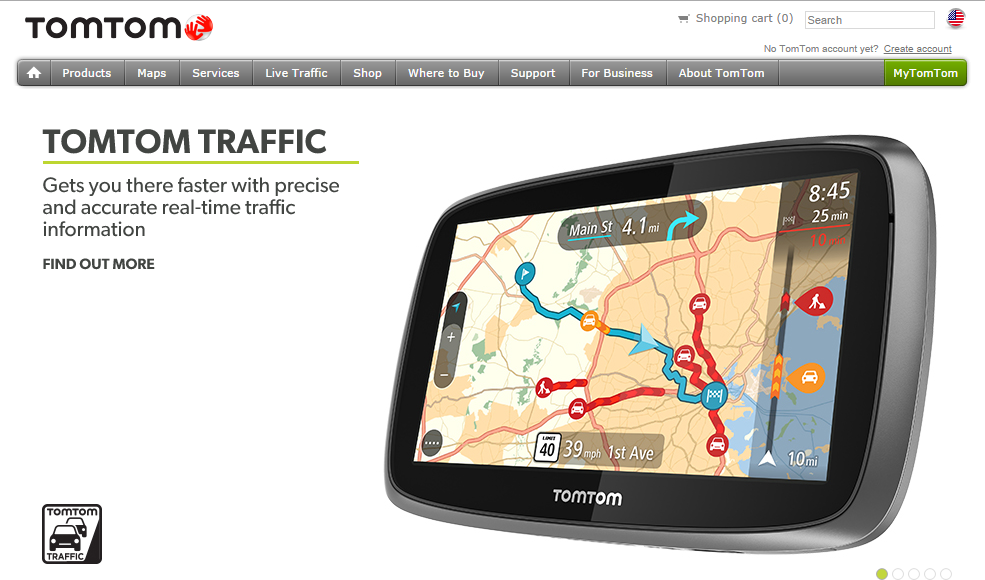 TOMTOM
Shopping cart (0)
Search
No TomTom account yet? Create account
Products
Maps
Services
Live Traffic
Shop
Where to Buy
Support
For Business
About TomTom
MyTomTom
TOMTOM TRAFFIC
Gets you there faster with precise
and accurate real-time traffic
information
FIND OUT MORE
Main St 4.1 mi
8:45
25 min
+
−
LIMIT
40
39 mph 1st Ave
10 mi
TOMTOM
TOMTOM
TRAFFIC